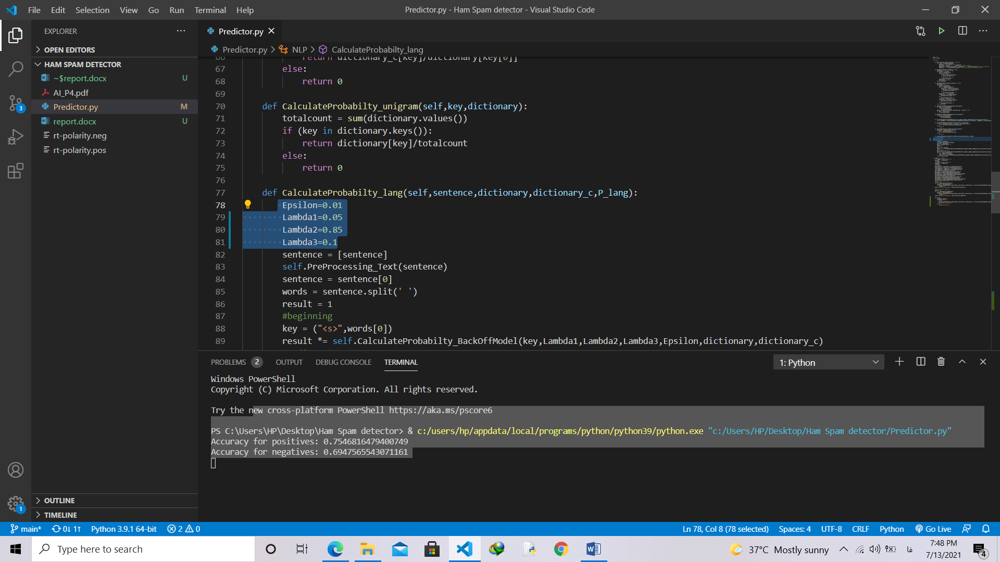 File Edit Selection View Go Run Terminal Help
Predictor.py - Ham Spam detector - Visual Studio Code
EXPLORER
OPEN EDITORS
HAM SPAM DETECTOR
~$report.docx U
AI_P4.pdf
Predictor.py M
report.docx U
rt-polarity.neg
rt-polarity.pos
3
OUTLINE
TIMELINE
1
Predictor.py
Predictor.py > NLP > CalculateProbabilty_lang
66 return dictionary_c[key]/dictionary[key[0]]
67 else:
68 return 0
69
70 def CalculateProbabilty_unigram(self,key,dictionary):
71 totalcount = sum(dictionary.values())
72 if (key in dictionary.keys()):
73 return dictionary[key]/totalcount
74 else:
75 return 0
76
77 def CalculateProbabilty_lang(self,sentence,dictionary,dictionary_c,P_lang):
78 Epsilon=0.01
79 Lambda1=0.05
80 Lambda2=0.85
81 Lambda3=0.1
82 sentence = [sentence]
83 self.PreProcessing_Text(sentence)
84 sentence = sentence[0]
85 words = sentence.split(' ')
86 result = 1
87 #beginning
88 key = ("<s>",words[0])
89 result *= self.CalculateProbabilty_BackOffModel(key,Lambda1,Lambda2,Lambda3,Epsilon,dictionary,dictionary_c)
PROBLEMS 2 OUTPUT DEBUG CONSOLE TERMINAL
1: Python
Windows PowerShell
Copyright (C) Microsoft Corporation. All rights reserved.
Try the new cross-platform PowerShell https://aka.ms/pscore6
PS C:\Users\HP\Desktop\Ham Spam detector> & c:/users/hp/appdata/local/programs/python/python39/python.exe "c:/Users/HP/Desktop/Ham Spam detector/Predictor.py"
Accuracy for positives: 0.7546816479400749
Accuracy for negatives: 0.6947565543071161
main* 0↓ 1↑ Python 3.9.1 64-bit 2 0
Ln 78, Col 8 (78 selected) Spaces: 4 UTF-8 CRLF Python Go Live
Type here to search
37°C Mostly sunny
فا
7:48 PM
7/13/2021
4